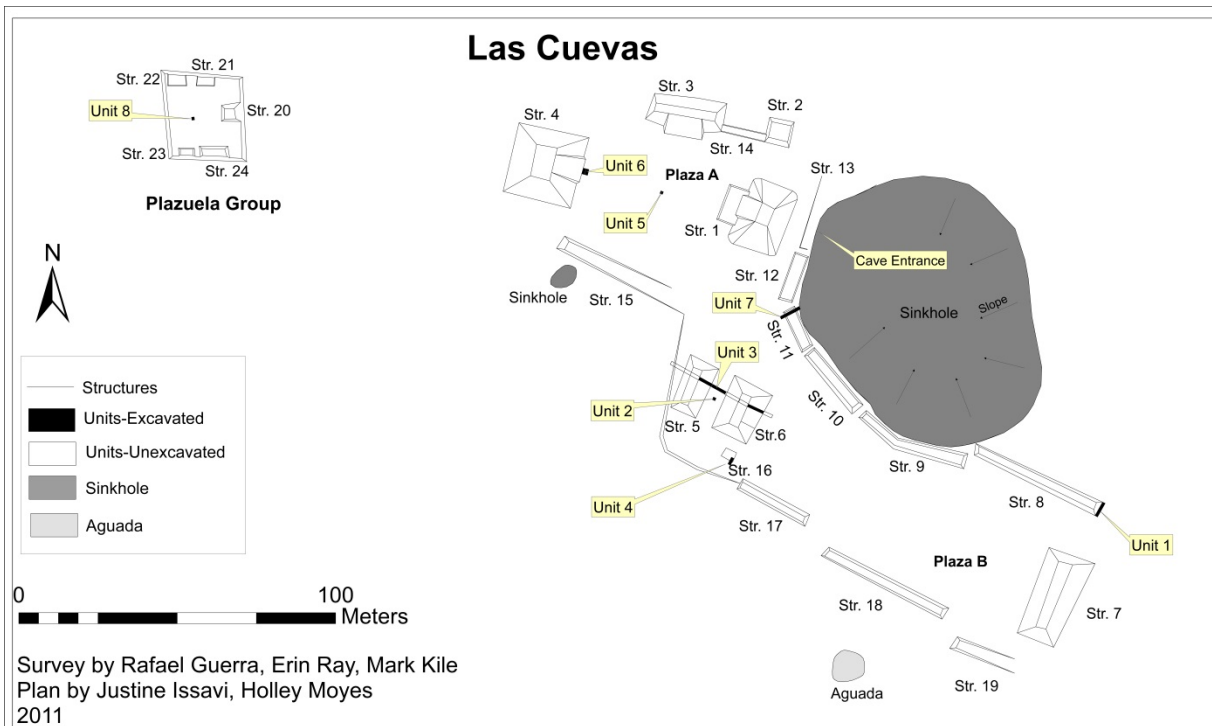 Las Cuevas
Str. 21
Str. 22
Unit 8
Str. 20
Str. 23
Str. 24
Plazuela Group
Str. 3
Str. 2
Str. 4
Str. 14
Str. 13
Unit 6
Plaza A
Unit 5
Str. 1
Cave Entrance
Str. 12
Sinkhole
Str. 15
Unit 7
Str. 11
Sinkhole
Slope
Unit 3
Unit 2
Str. 5
Str.6
Str. 10
Str. 9
Str. 16
Unit 4
Str. 17
Str. 8
Unit 1
Plaza B
Str. 18
Str. 7
Str. 19
Aguada
N
Structures
Units-Excavated
Units-Unexcavated
Sinkhole
Aguada
0 100
Meters
Survey by Rafael Guerra, Erin Ray, Mark Kile
Plan by Justine Issavi, Holley Moyes
2011